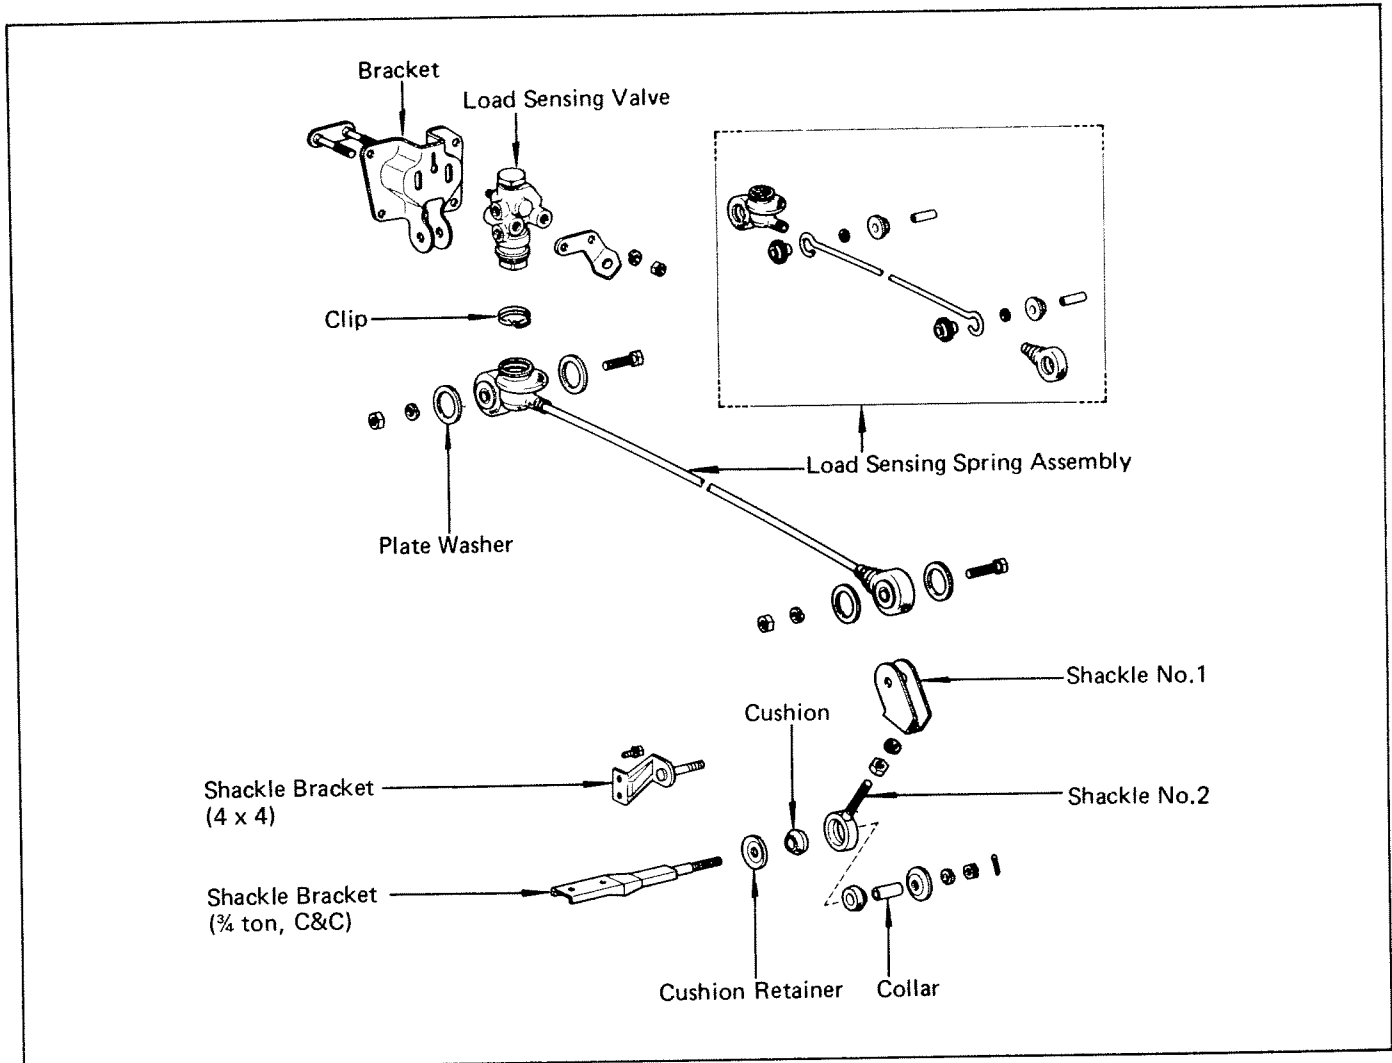 Bracket
Load Sensing Valve
Clip
Load Sensing Spring Assembly
Plate Washer
Shackle No.1
Cushion
Shackle Bracket
(4 x 4)
Shackle No.2
Shackle Bracket
(¾ ton, C&C)
Cushion Retainer
Collar